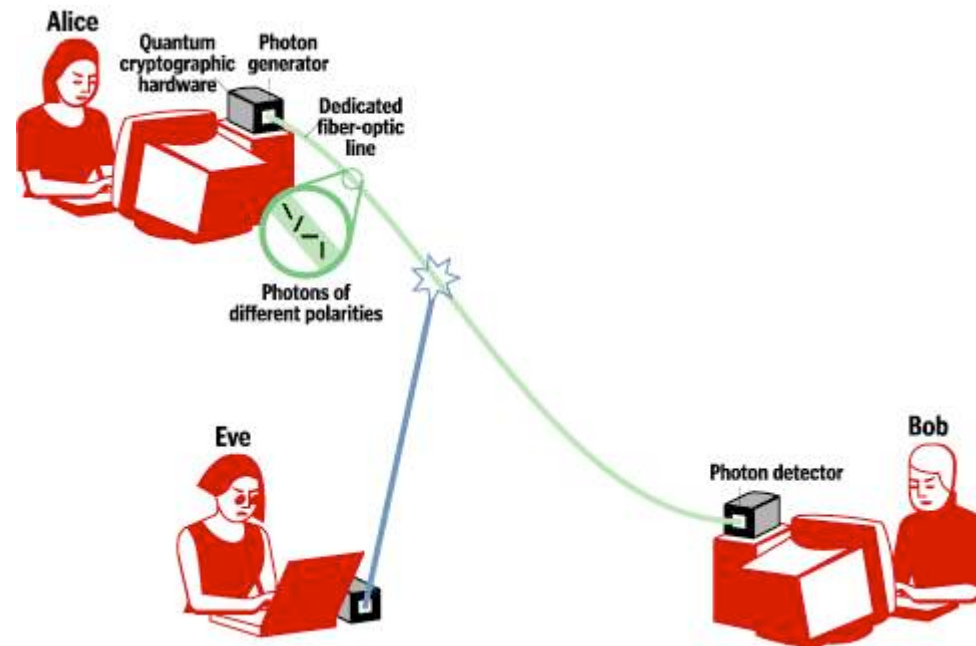 Alice
Quantum
cryptographic
hardware
Photon
generator
Dedicated
fiber-optic
line
Photons of
different polarities
Eve
Bob
Photon detector